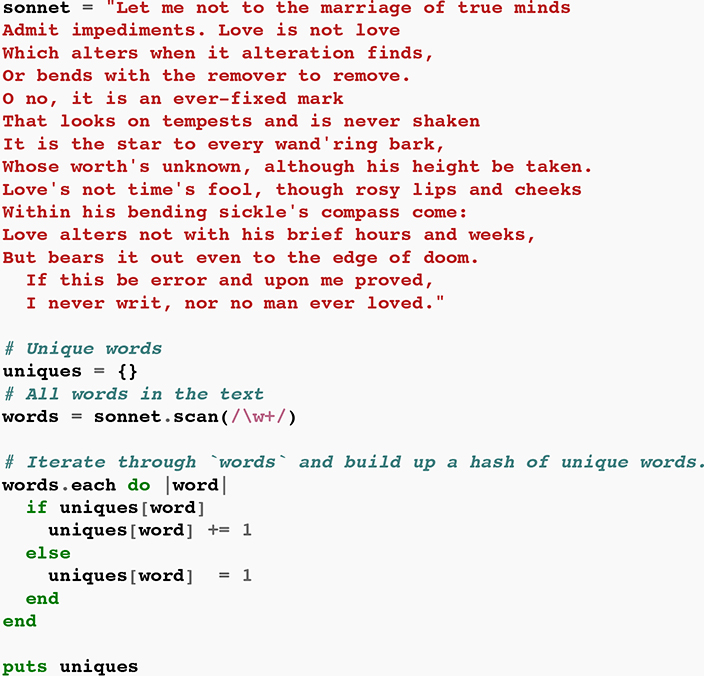 sonnet = "Let me not to the marriage of true minds
Admit impediments. Love is not love
Which alters when it alteration finds,
Or bends with the remover to remove.
O no, it is an ever-fixed mark
That looks on tempests and is never shaken
It is the star to every wand'ring bark,
Whose worth's unknown, although his height be taken.
Love's not time's fool, though rosy lips and cheeks
Within his bending sickle's compass come:
Love alters not with his brief hours and weeks,
But bears it out even to the edge of doom.
  If this be error and upon me proved,
  I never writ, nor no man ever loved."

# Unique words
uniques = {}
# All words in the text
words = sonnet.scan(/\w+/)

# Iterate through `words` and build up a hash of unique words.
words.each do |word|
  if uniques[word]
    uniques[word] += 1
  else
    uniques[word]  = 1
  end
end

puts uniques